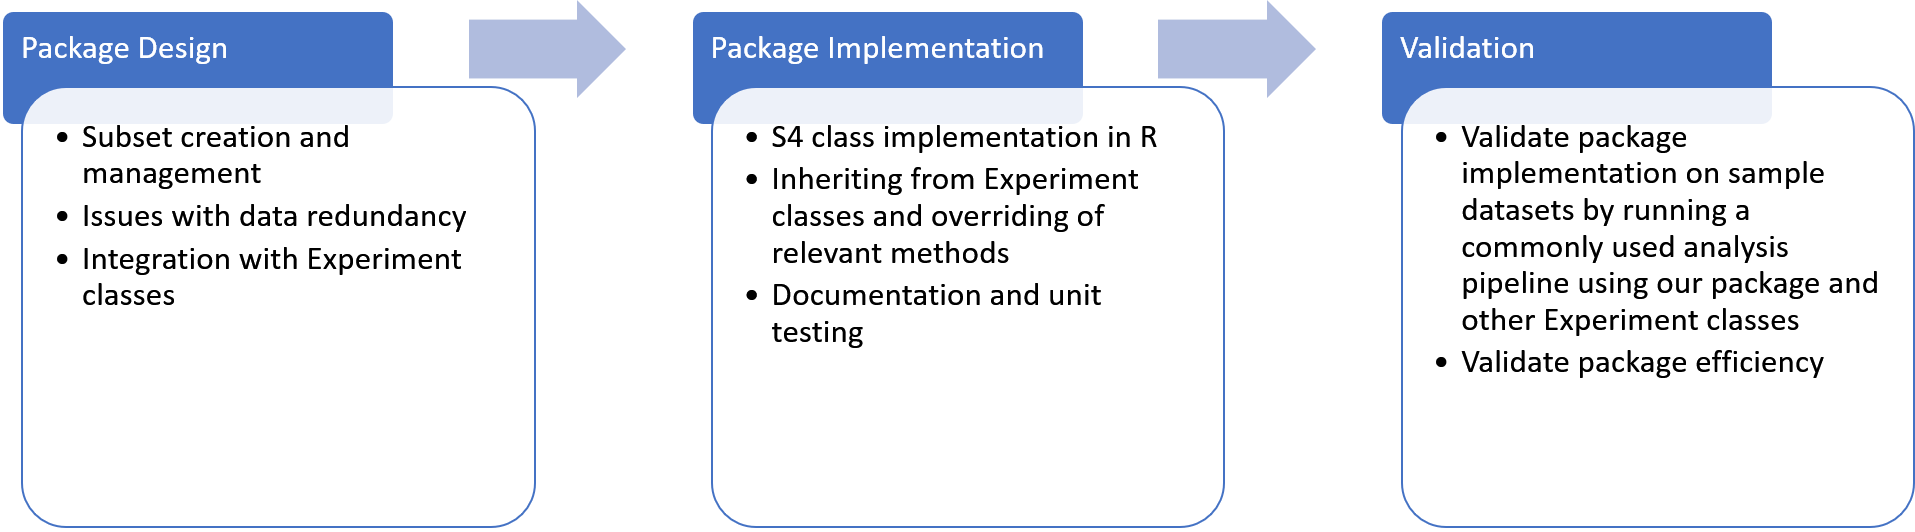 Package Design
• Subset creation and
management
• Issues with data redundancy
• Integration with Experiment
classes
Package Implementation
• S4 class implementation in R
• Inheriting from Experiment
classes and overriding of
relevant methods
• Documentation and unit
testing
Validation
• Validate package
implementation on sample
datasets by running a
commonly used analysis
pipeline using our package and
other Experiment classes
• Validate package efficiency